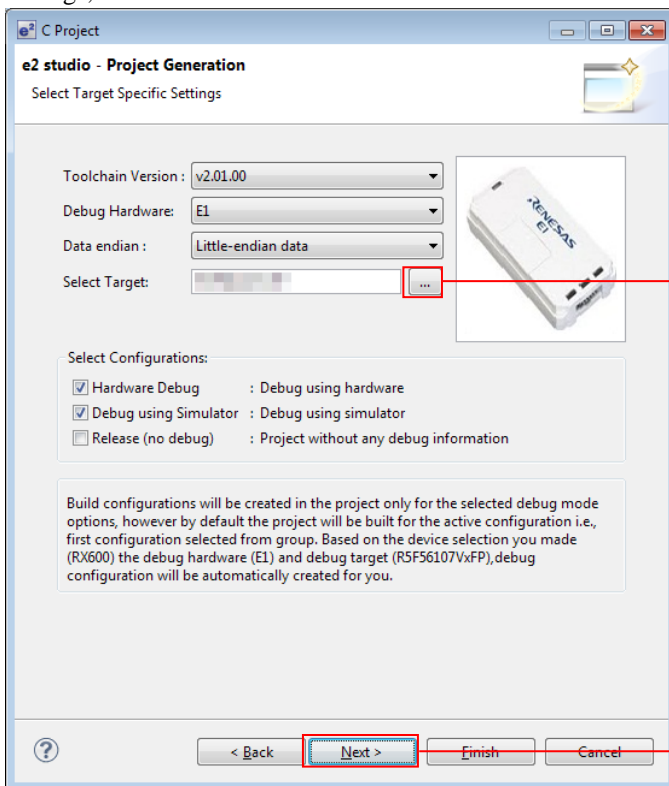 C Project
e2 studio - Project Generation
Select Target Specific Settings
Toolchain Version : v2.01.00
Debug Hardware: E1
RENESAS
E1
Data endian : Little-endian data
Select Target: ...
Select Configurations:
Hardware Debug : Debug using hardware
Debug using Simulator : Debug using simulator
Release (no debug) : Project without any debug information
Build configurations will be created in the project only for the selected debug mode
options, however by default the project will be built for the active configuration i.e.,
first configuration selected from group. Based on the device selection you made
(RX600) the debug hardware (E1) and debug target (R5F56107VxFP),debug
configuration will be automatically created for you.
? < Back Next > Finish Cancel